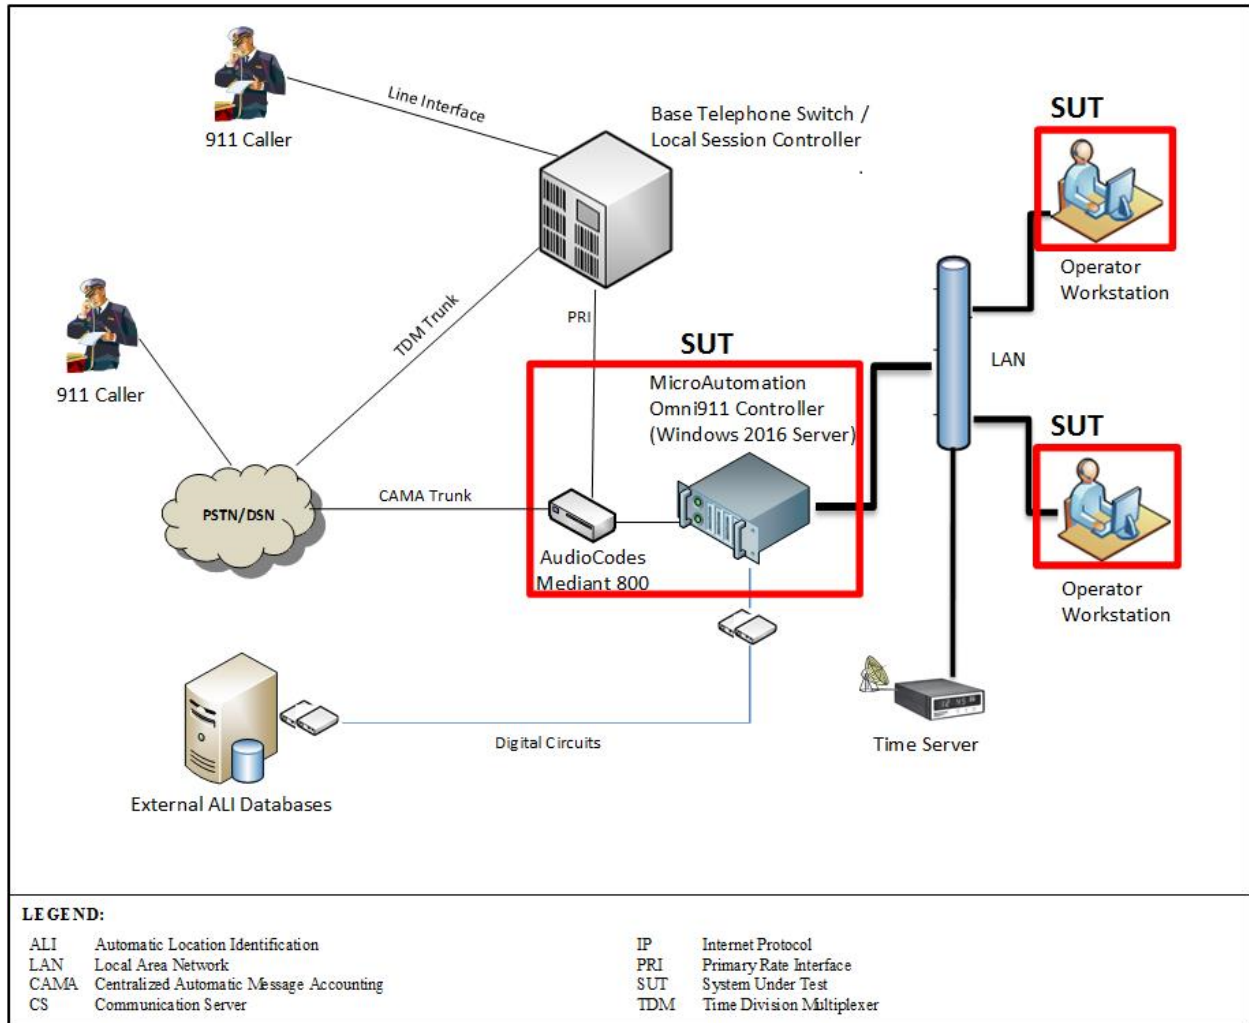 911 Caller
Line Interface
Base Telephone Switch /
Local Session Controller
.
SUT
Operator
Workstation
911 Caller
TDM Trunk
PRI
SUT
MicroAutomation
Omni911 Controller
(Windows 2016 Server)
LAN
SUT
Operator
Workstation
PSTN/DSN
CAMA Trunk
AudioCodes
Mediant 800
12 45
Time Server
Digital Circuits
External ALI Databases
LEGEND:
ALI Automatic Location Identification
LAN Local Area Network
CAMA Centralized Automatic Message Accounting
CS Communication Server
IP Internet Protocol
PRI Primary Rate Interface
SUT System Under Test
TDM Time Division Multiplexer